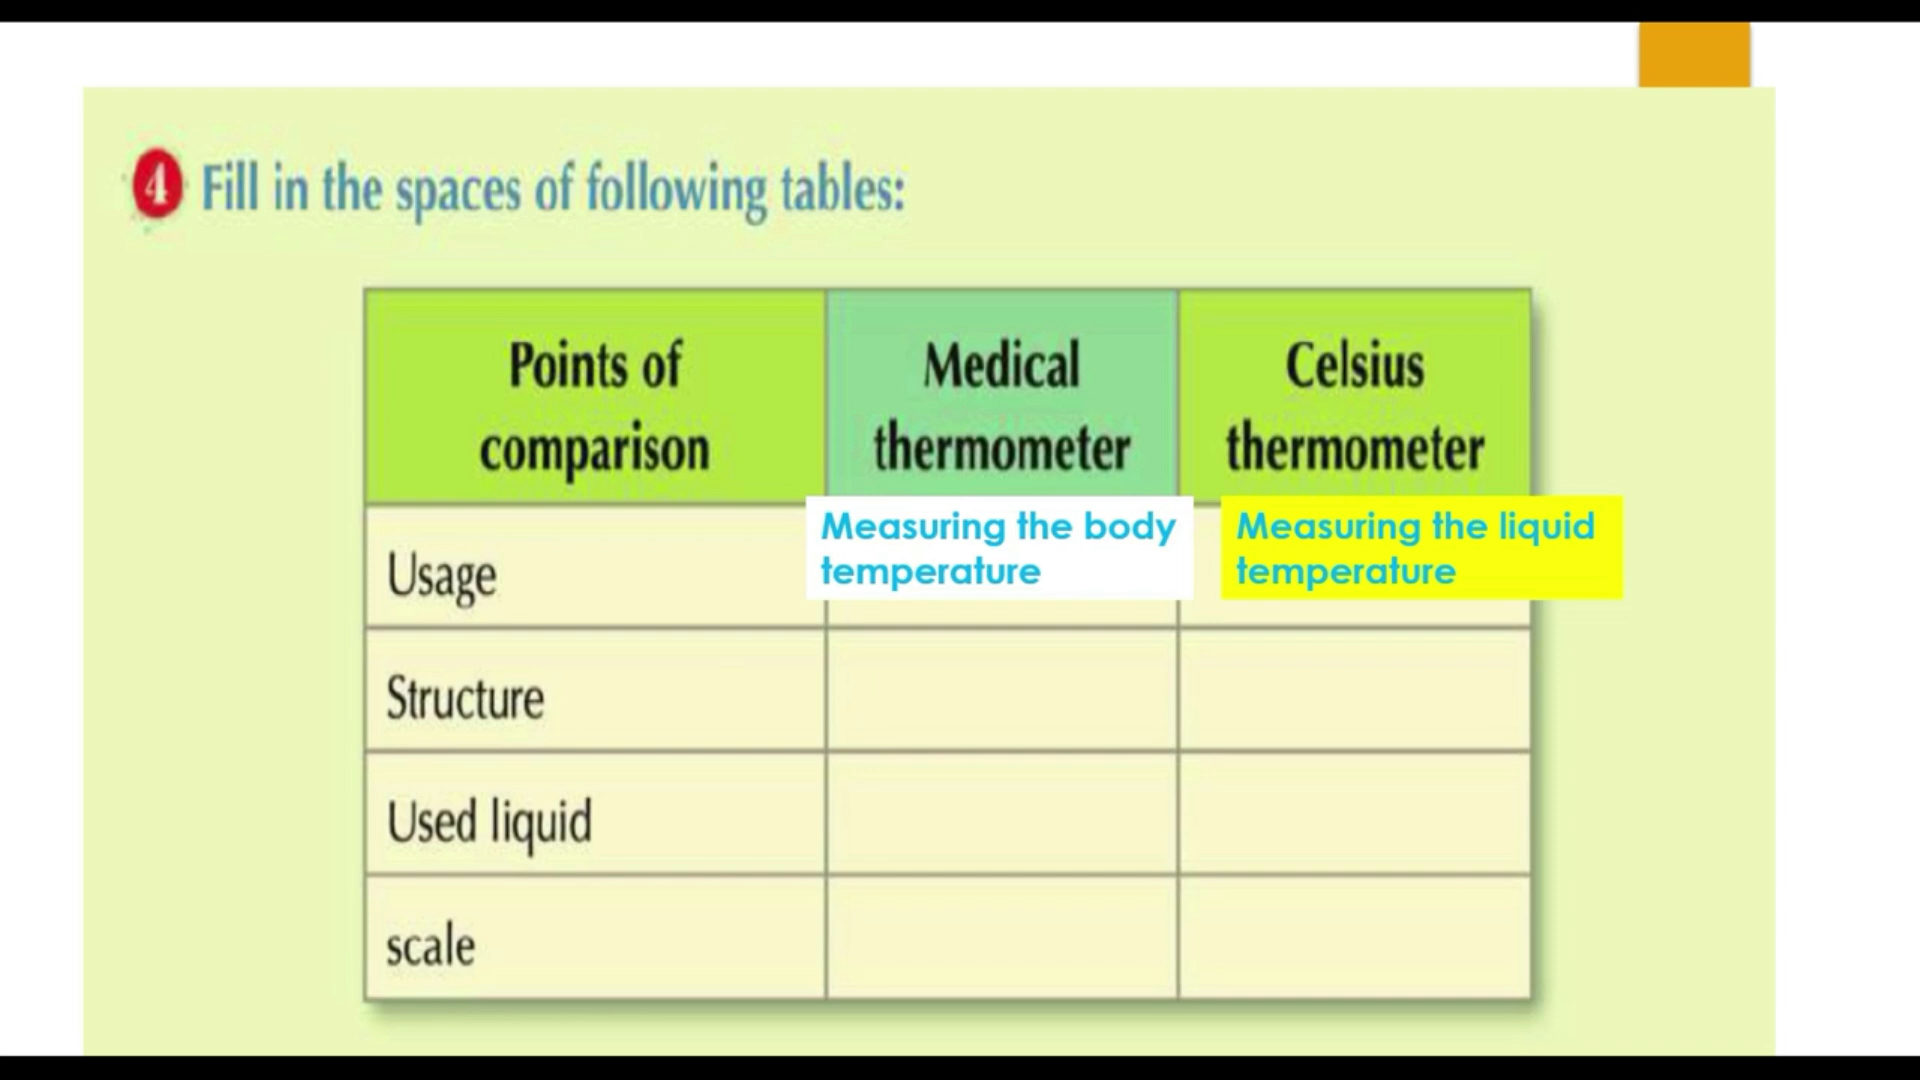 4 Fill in the spaces of following tables:
Points of comparison
Medical thermometer
Celsius thermometer
Usage
Measuring the body
temperature
Measuring the liquid
temperature
Structure
Used liquid
scale